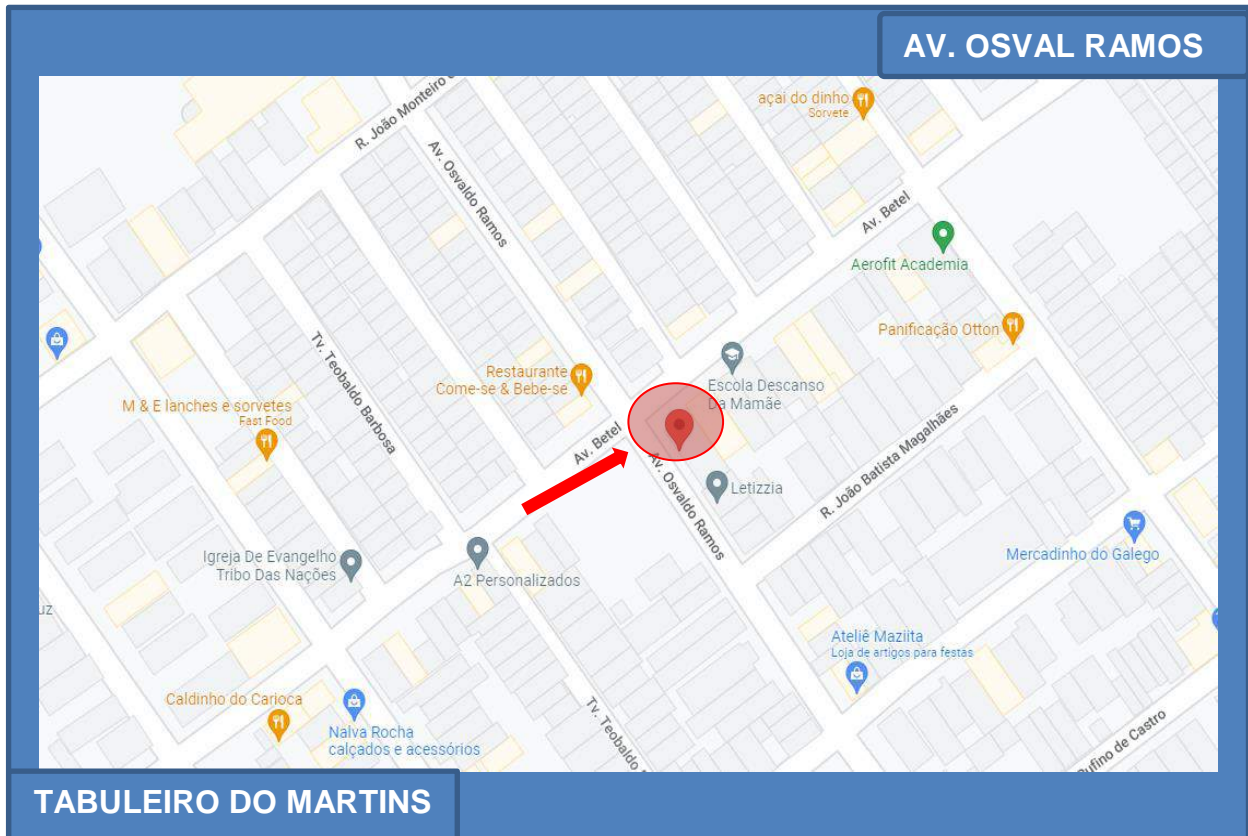 AV. OSVAL RAMOS
açai do dinho
Sorvete
R. João Monteiro
Av. Osvaldo Ramos
Av. Betel
Aerofit Academia
Panificação Otton
Tv. Teobaldo Barbosa
Restaurante
Come-se & Bebe-se
Escola Descanso
Da Mamãe
M & E lanches e sorvetes
Fast Food
Av. Betel
Av. Osvaldo Ramos
R. João Batista Magalhães
Letizzia
Igreja De Evangelho
Tribo Das Nações
A2 Personalizados
Mercadinho do Galego
uz
Ateliê Maziita
Loja de artigos para festas
Caldinho do Carioca
Nalva Rocha
calçados e acessórios
Tv. Teobaldo
ufino de Castro
TABULEIRO DO MARTINS